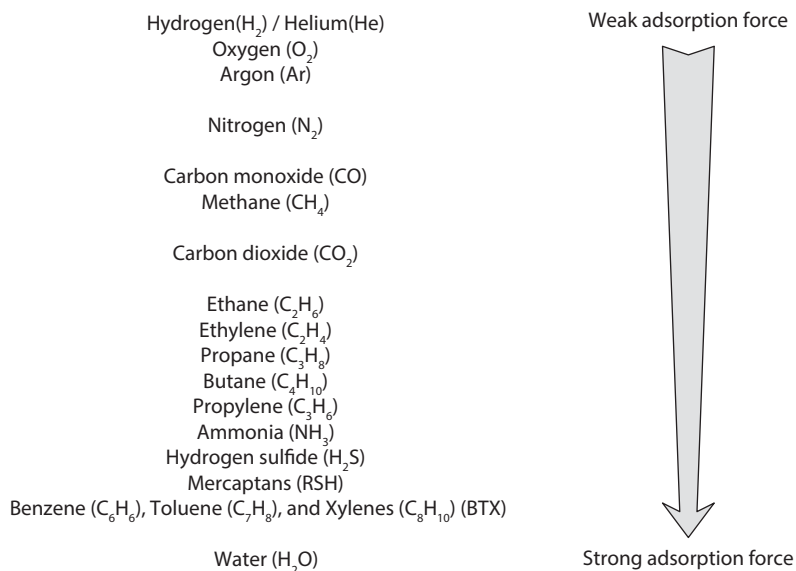 Hydrogen(H₂) / Helium(He)
Weak adsorption force
Oxygen (O₂)
Argon (Ar)
Nitrogen (N₂)
Carbon monoxide (CO)
Methane (CH₄)
Carbon dioxide (CO₂)
Ethane (C₂H₆)
Ethylene (C₂H₄)
Propane (C₃H₈)
Butane (C₄H₁₀)
Propylene (C₃H₆)
Ammonia (NH₃)
Hydrogen sulfide (H₂S)
Mercaptans (RSH)
Benzene (C₆H₆), Toluene (C₇H₈), and Xylenes (C₈H₁₀) (BTX)
Water (H₂O)
Strong adsorption force